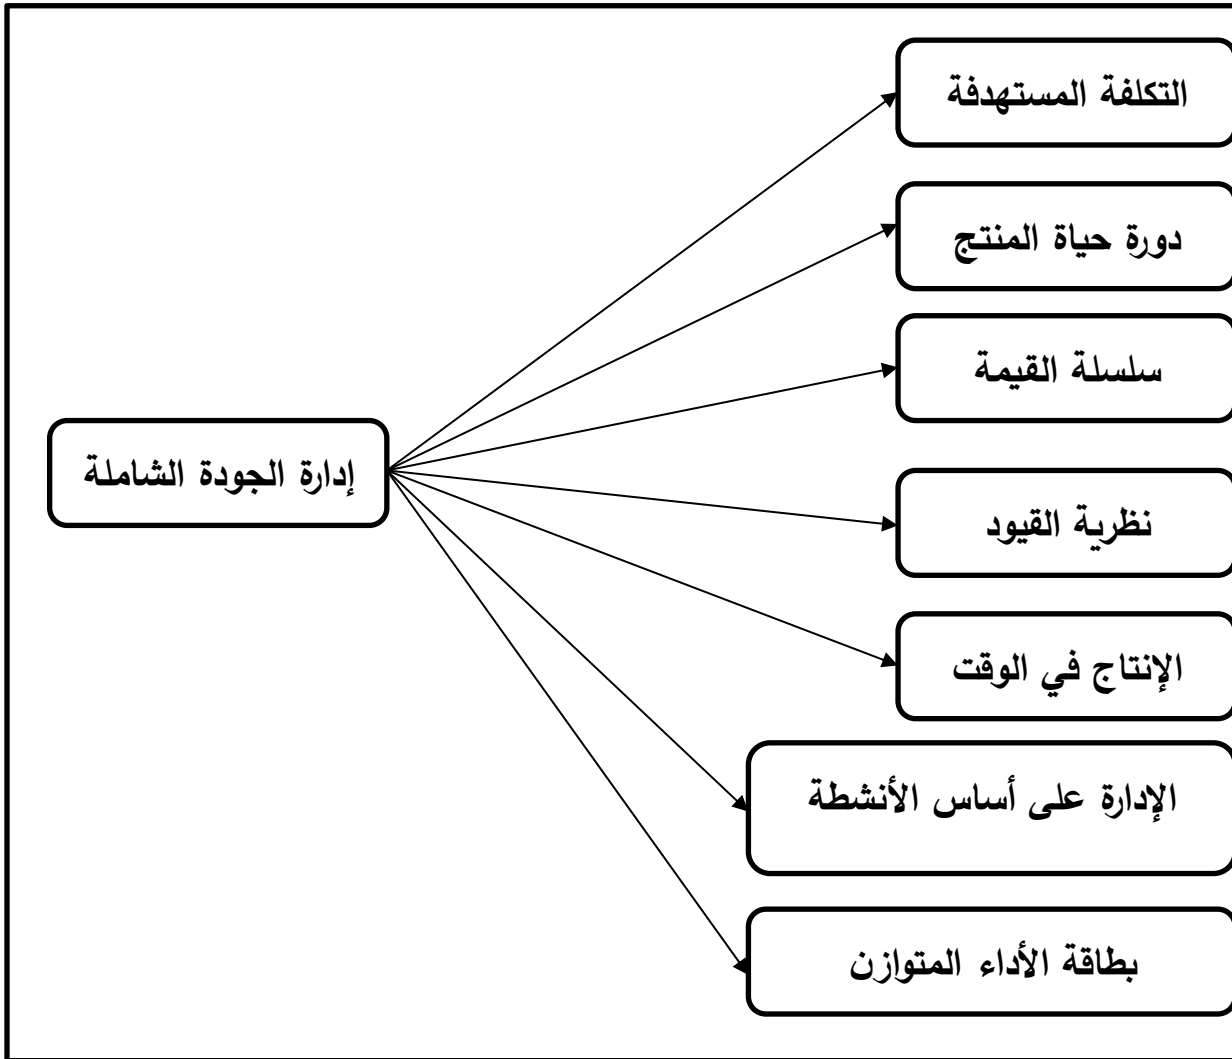 التكلفة المستهدفة
دورة حياة المنتج
سلسلة القيمة
إدارة الجودة الشاملة
نظرية القيود
الإنتاج في الوقت
الإدارة على أساس الأنشطة
بطاقة الأداء المتوازن